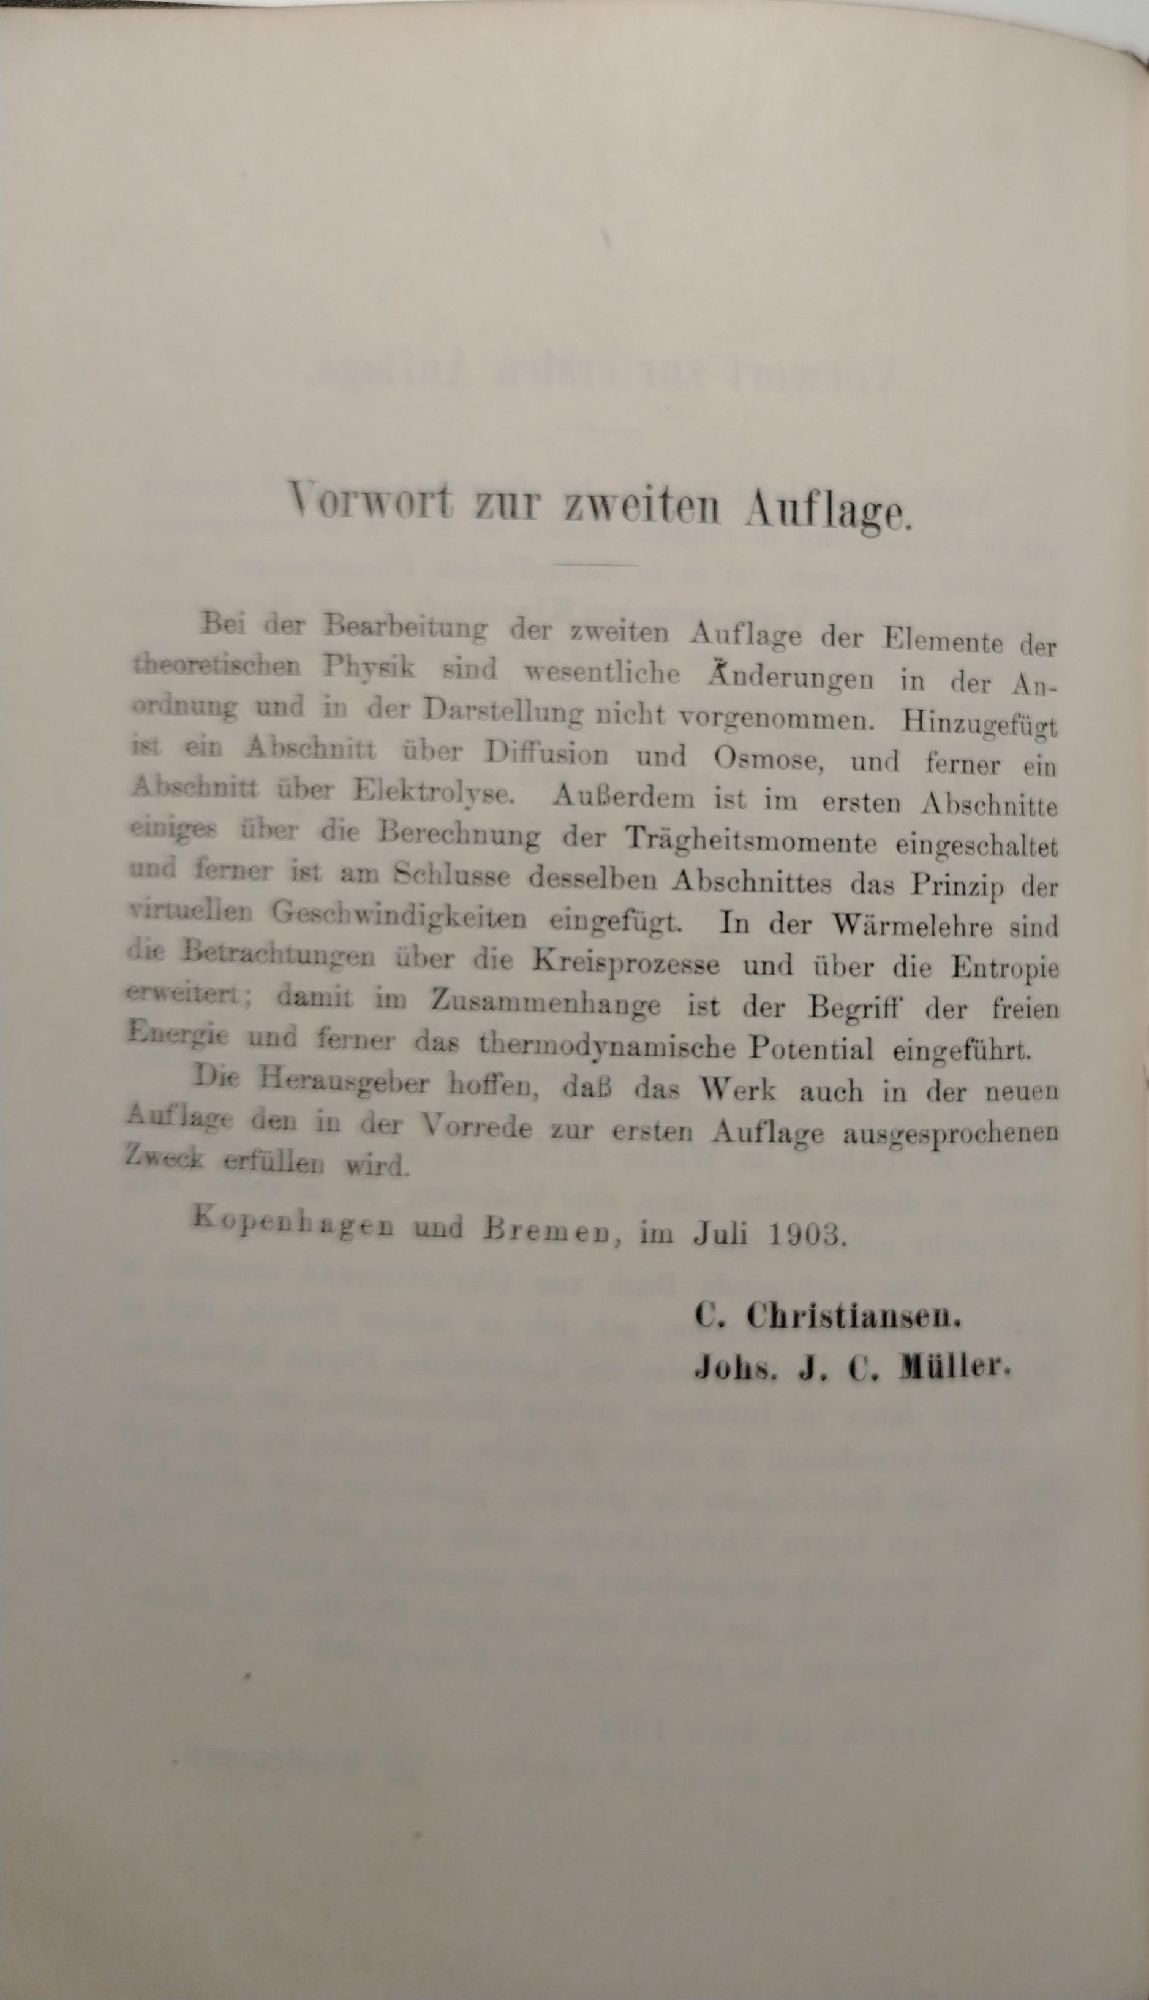 Vorwort zur zweiten Auflage.
Bei der Bearbeitung der zweiten Auflage der Elemente der
theoretischen Physik sind wesentliche Änderungen in der An-
ordnung und in der Darstellung nicht vorgenommen. Hinzugefügt
ist ein Abschnitt über Diffusion und Osmose, und ferner ein
Abschnitt über Elektrolyse. Außerdem ist im ersten Abschnitte
einiges über die Berechnung der Trägheitsmomente eingeschaltet
und ferner ist am Schlusse desselben Abschnittes das Prinzip der
virtuellen Geschwindigkeiten eingefügt. In der Wärmelehre sind
die Betrachtungen über die Kreisprozesse und über die Entropie
erweitert; damit im Zusammenhange ist der Begriff der freien
Energie und ferner das thermodynamische Potential eingeführt.
Die Herausgeber hoffen, daß das Werk auch in der neuen
Auflage den in der Vorrede zur ersten Auflage ausgesprochenen
Zweck erfüllen wird.
Kopenhagen und Bremen, im Juli 1903.
C. Christiansen.
Johs. J. C. Müller.